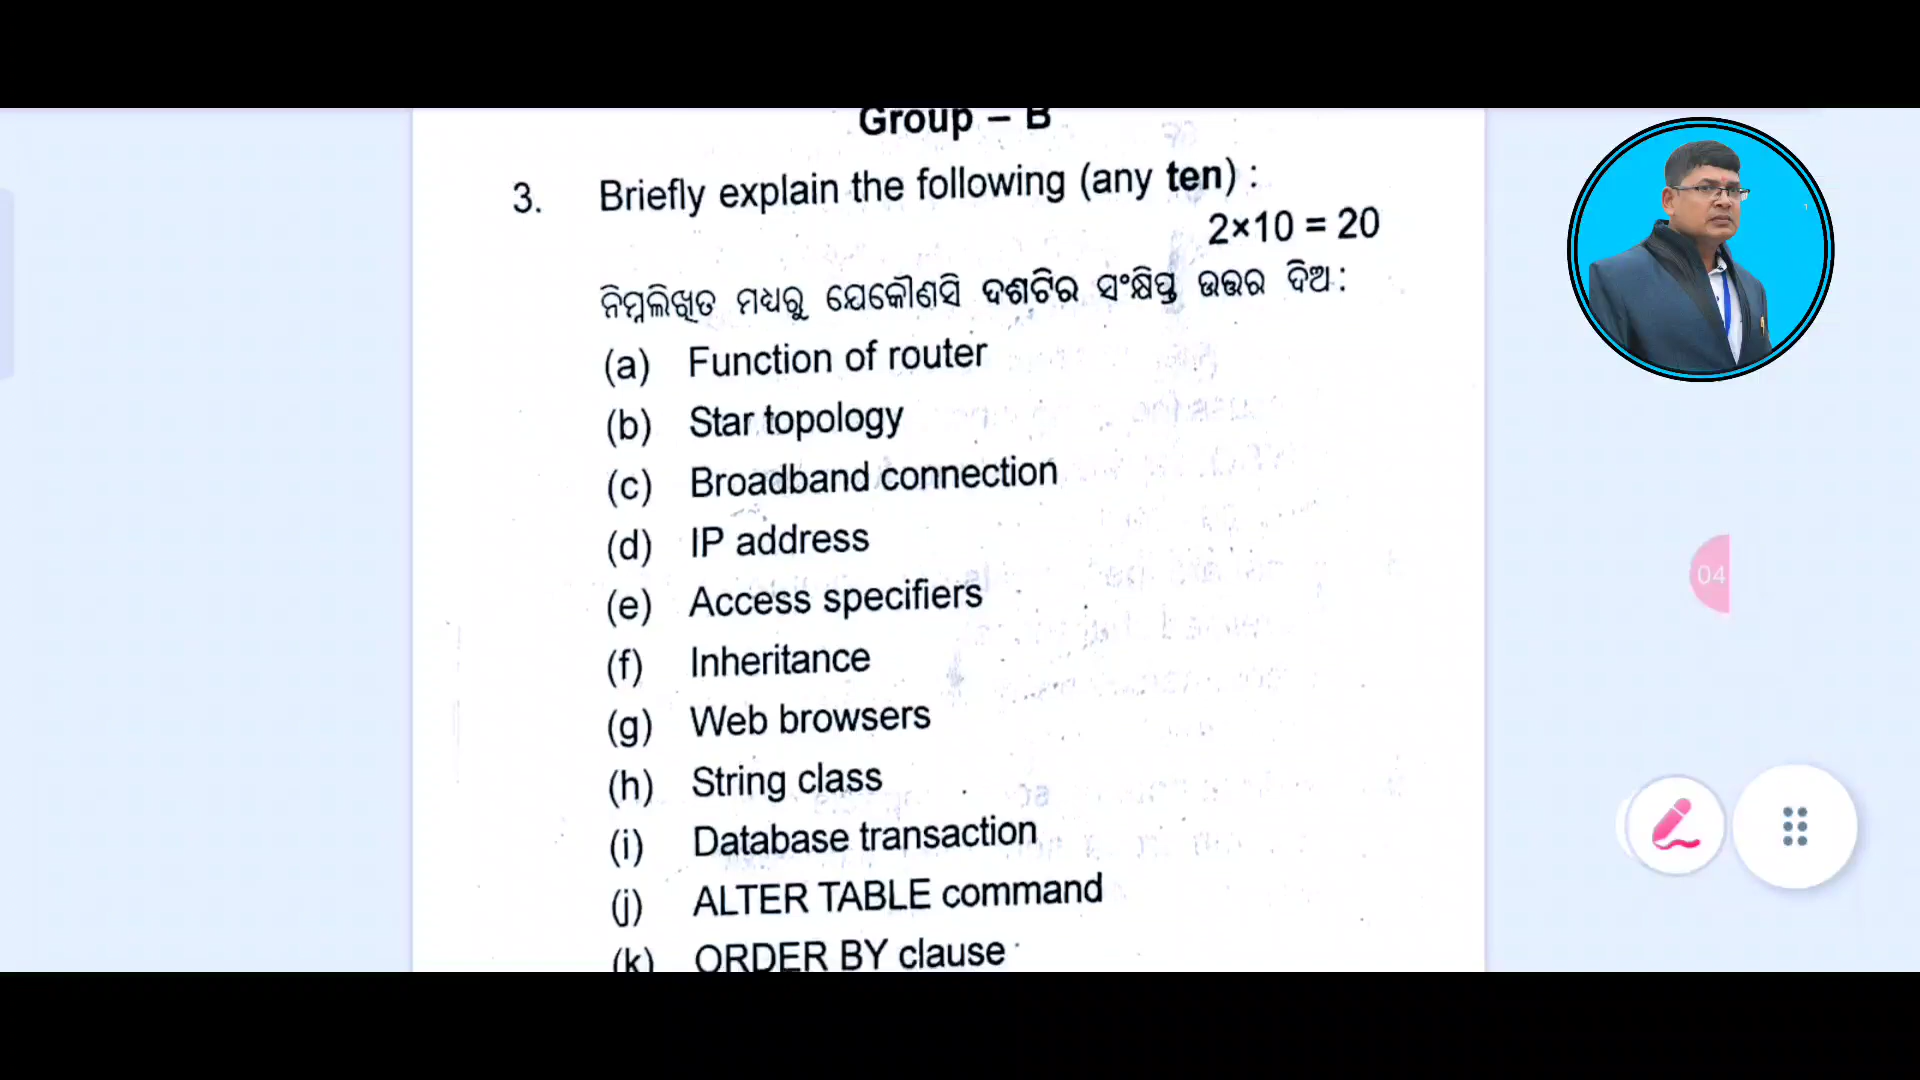 Group – B
3. Briefly explain the following (any ten) :
2×10 = 20
ନିମ୍ନଲିଖିତ ମଧ୍ୟରୁ ଯେକୌଣସି ଦଶଟିର ସଂକ୍ଷିପ୍ତ ଉତ୍ତର ଦିଅ :
(a) Function of router
(b) Star topology
(c) Broadband connection
(d) IP address
(e) Access specifiers
(f) Inheritance
(g) Web browsers
(h) String class
(i) Database transaction
(j) ALTER TABLE command
(k) ORDER BY clause
04